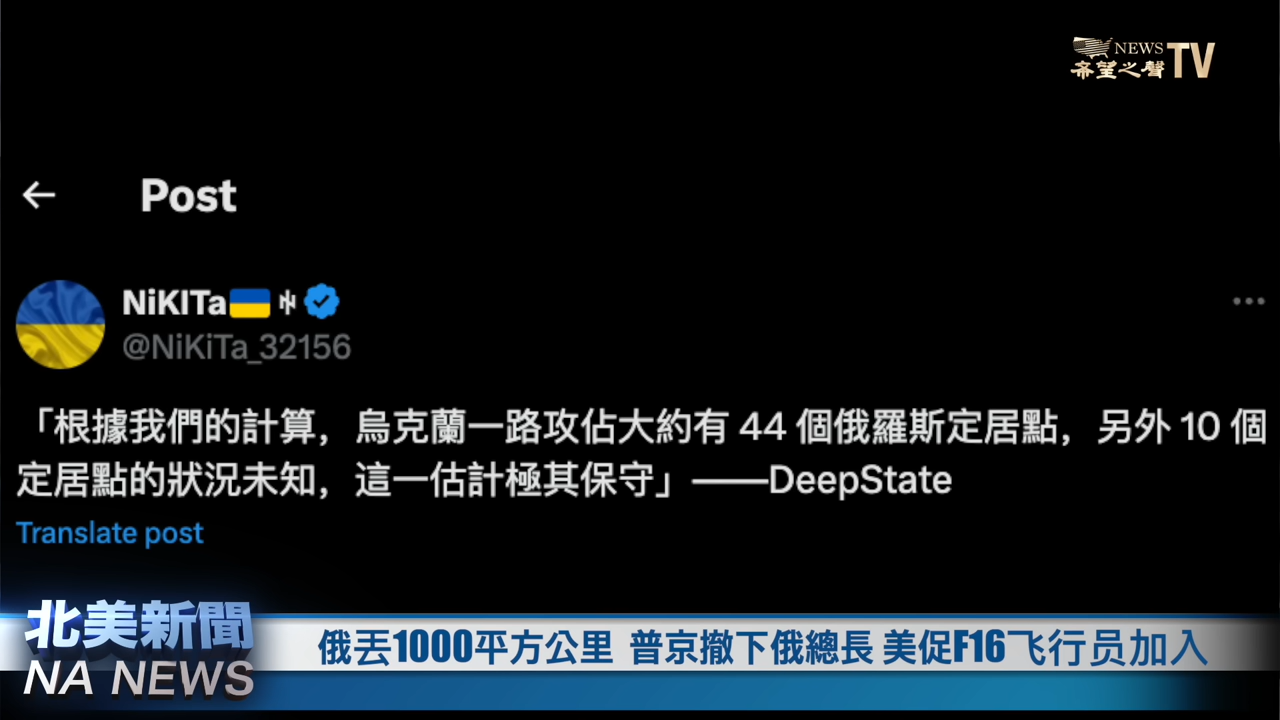 NEWS
希望之聲TV
Post
NiKITa
@NiKiTa_32156
「根據我們的計算，烏克蘭一路攻佔大約有 44 個俄羅斯定居點，另外 10 個
定居點的狀況未知，這一估計極其保守」——DeepState
Translate post
北美新聞
NA NEWS
俄丟1000平方公里 普京撤下俄總長 美促F16飞行员加入